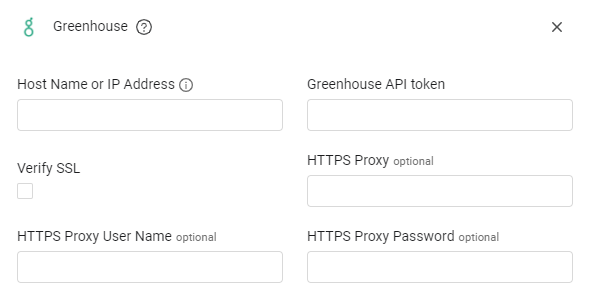 Greenhouse
Host Name or IP Address
Greenhouse API token
Verify SSL
HTTPS Proxy optional
HTTPS Proxy User Name optional
HTTPS Proxy Password optional